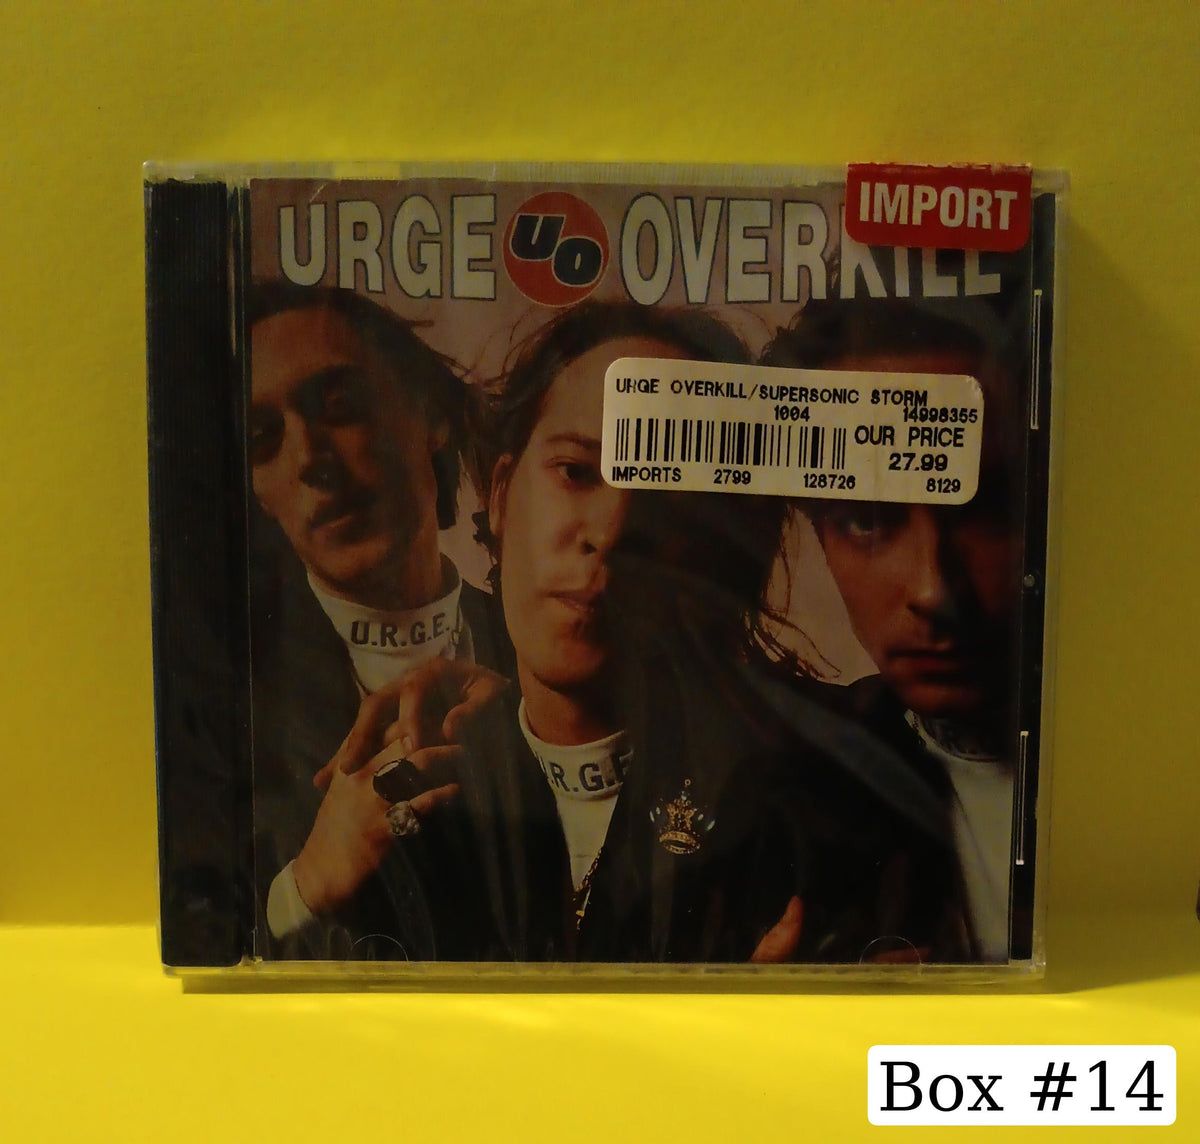 IMPORT
URGE UO OVERKILL
URGE OVERKILL/SUPERSONIC STORM
1004 14998355
OUR PRICE
27.99
IMPORTS 2799 128726 8129
U.R.G.E.
U.R.G.E
.R.
Box #14